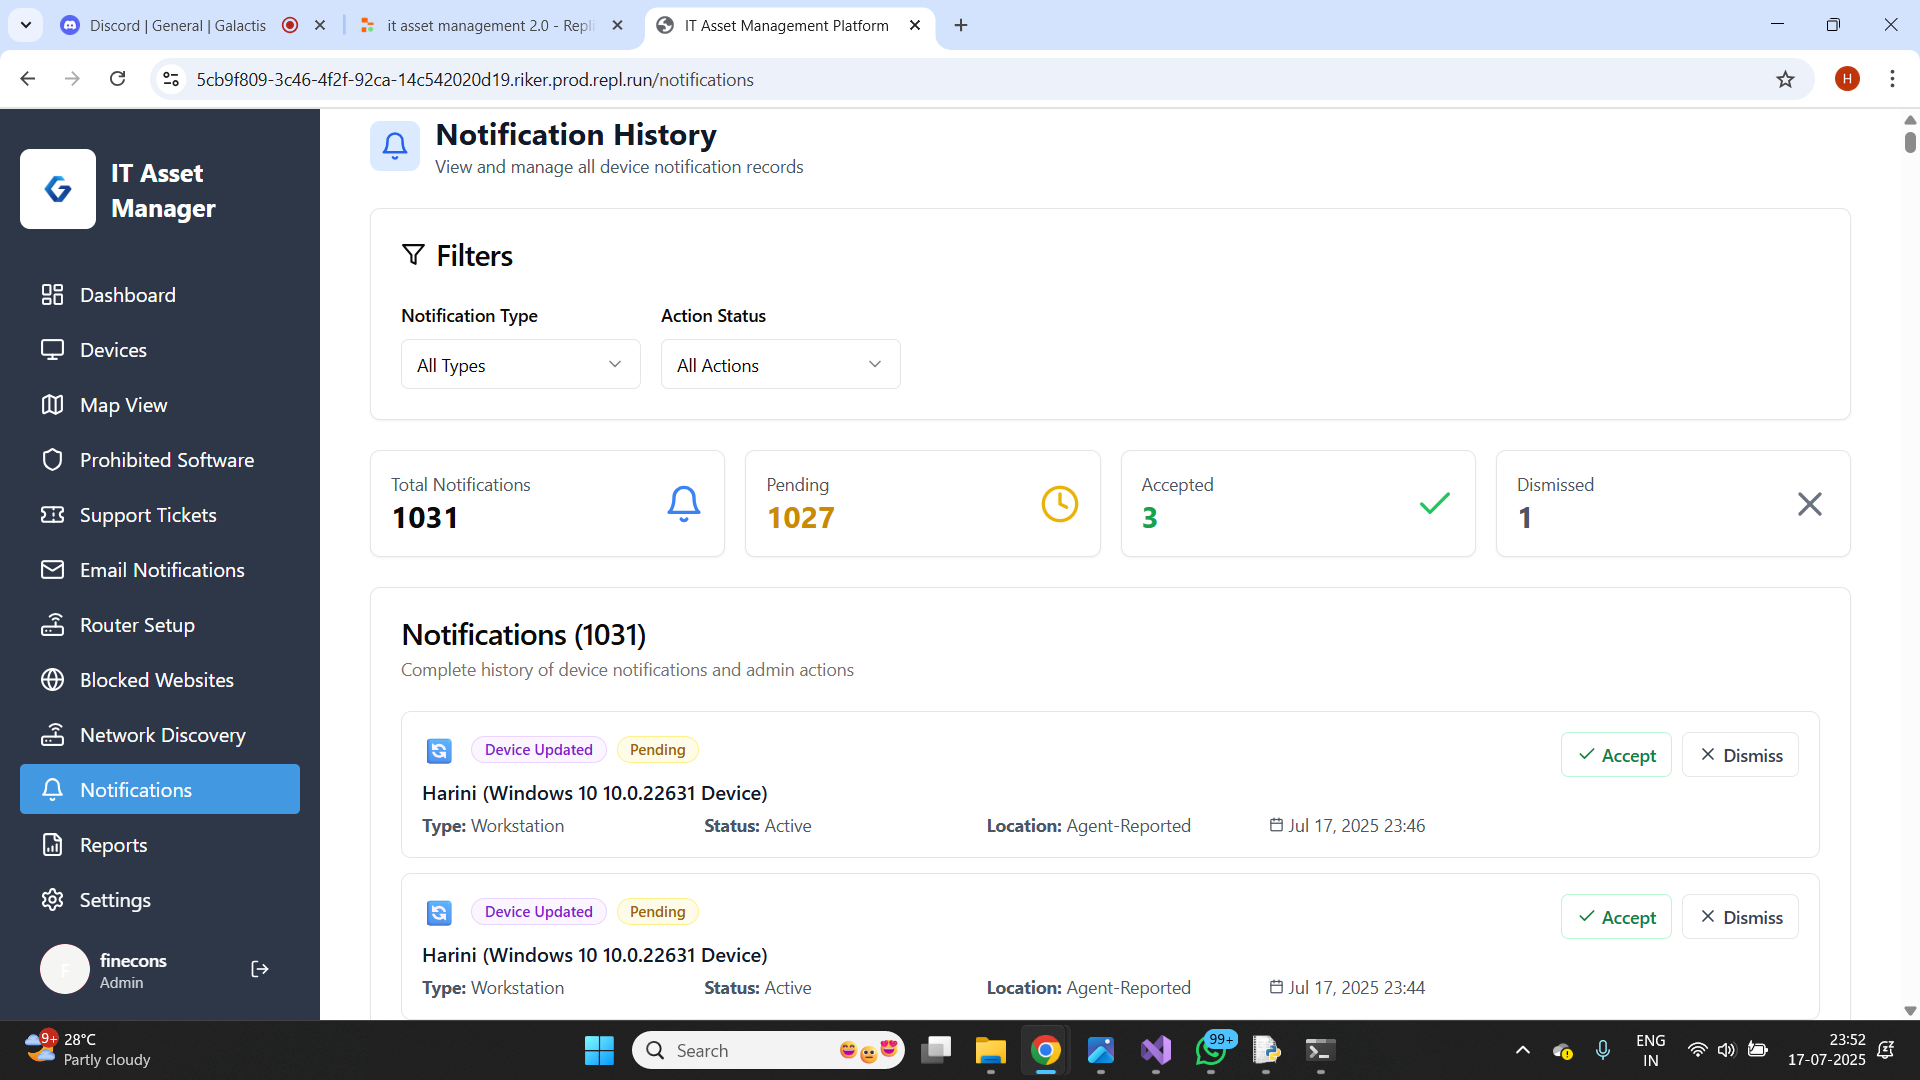 Discord | General | Galactis
it asset management 2.0 - Repli
IT Asset Management Platform
5cb9f809-3c46-4f2f-92ca-14c542020d19.riker.prod.repl.run/notifications
H
IT Asset
Manager
Dashboard
Devices
Map View
Prohibited Software
Support Tickets
Email Notifications
Router Setup
Blocked Websites
Network Discovery
Notifications
Reports
Settings
F
finecons
Admin
Notification History
View and manage all device notification records
Filters
Notification Type
Action Status
All Types
All Actions
Total Notifications
1031
Pending
1027
Accepted
3
Dismissed
1
Notifications (1031)
Complete history of device notifications and admin actions
Device Updated
Pending
Accept
Dismiss
Harini (Windows 10 10.0.22631 Device)
Type: Workstation
Status: Active
Location: Agent-Reported
Jul 17, 2025 23:46
Device Updated
Pending
Accept
Dismiss
Harini (Windows 10 10.0.22631 Device)
Type: Workstation
Status: Active
Location: Agent-Reported
Jul 17, 2025 23:44
9+
28°C
Partly cloudy
Search
99+
ENG
IN
23:52
17-07-2025